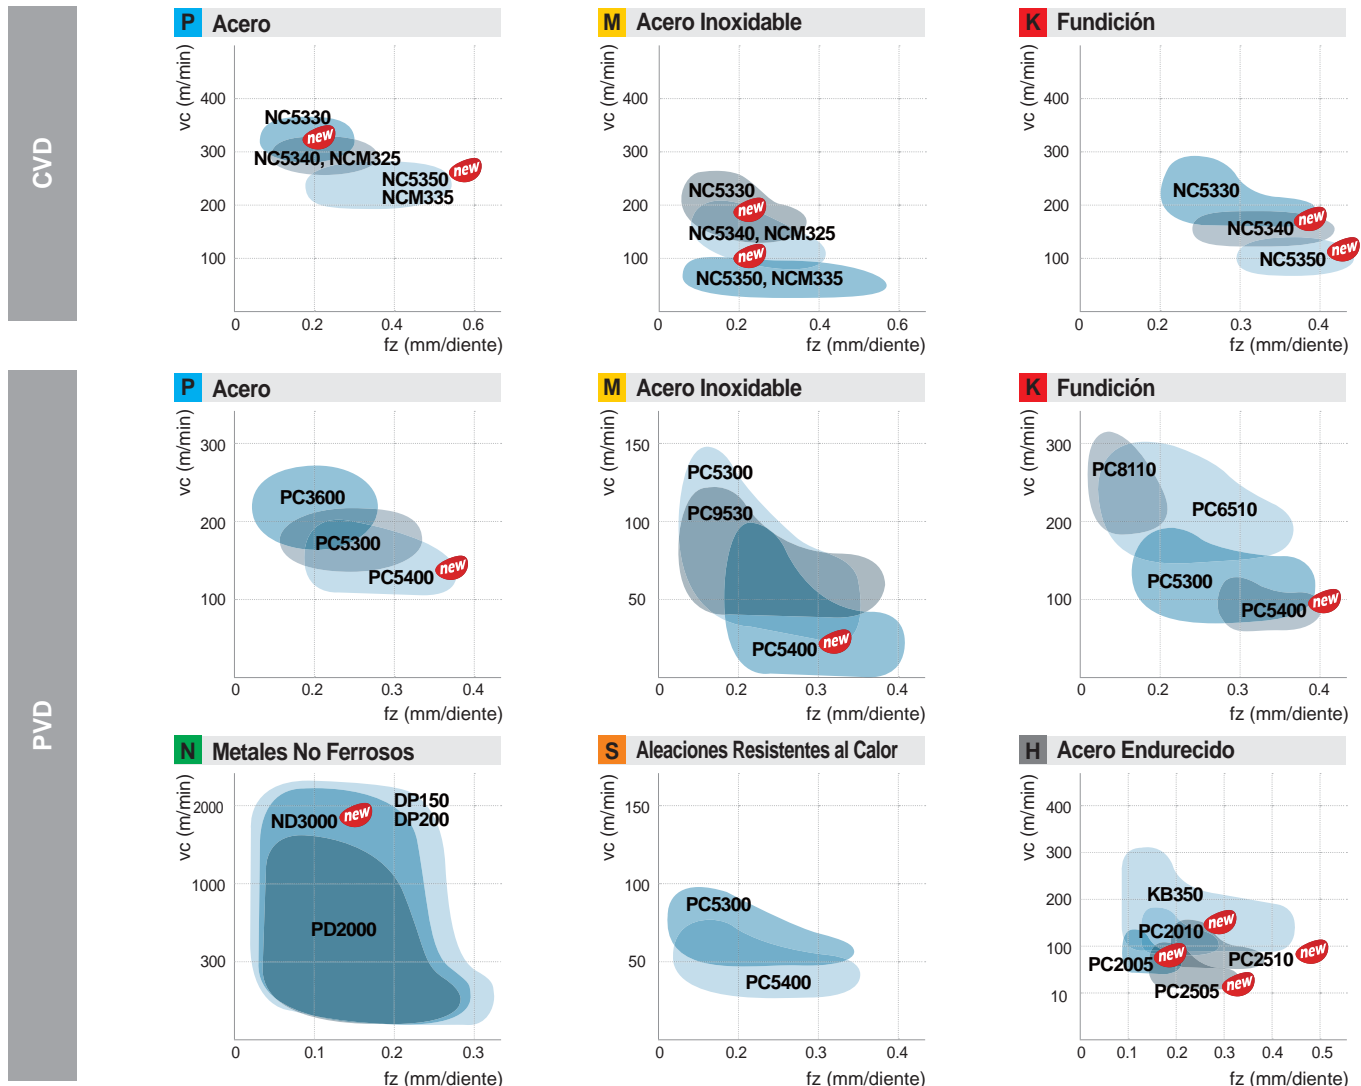 CVD
P Acero
vc (m/min)
400
300
200
100
NC5330
new
NC5340, NCM325
NC5350
new
NCM335
0 0.2 0.4 0.6
fz (mm/diente)
M Acero Inoxidable
vc (m/min)
400
300
200
100
NC5330
new
NC5340, NCM325
new
NC5350, NCM335
0 0.2 0.4 0.6
fz (mm/diente)
K Fundición
vc (m/min)
400
300
200
100
NC5330
NC5340 new
NC5350 new
0 0.2 0.3 0.4
fz (mm/diente)
PVD
P Acero
vc (m/min)
300
200
100
PC3600
PC5300
PC5400 new
0 0.2 0.3 0.4
fz (mm/diente)
M Acero Inoxidable
vc (m/min)
150
100
50
PC5300
PC9530
PC5400 new
0 0.2 0.3 0.4
fz (mm/diente)
K Fundición
vc (m/min)
300
200
100
PC8110
PC6510
PC5300
PC5400 new
0 0.2 0.3 0.4
fz (mm/diente)
N Metales No Ferrosos
vc (m/min)
2000
1000
300
DP150
DP200
ND3000 new
PD2000
0 0.1 0.2 0.3
fz (mm/diente)
S Aleaciones Resistentes al Calor
vc (m/min)
150
100
50
PC5300
PC5400
0 0.2 0.3 0.4
fz (mm/diente)
H Acero Endurecido
vc (m/min)
400
300
200
100
10
KB350
PC2010 new
PC2005 new
PC2510 new
PC2505 new
0 0.1 0.2 0.3 0.4 0.5
fz (mm/diente)